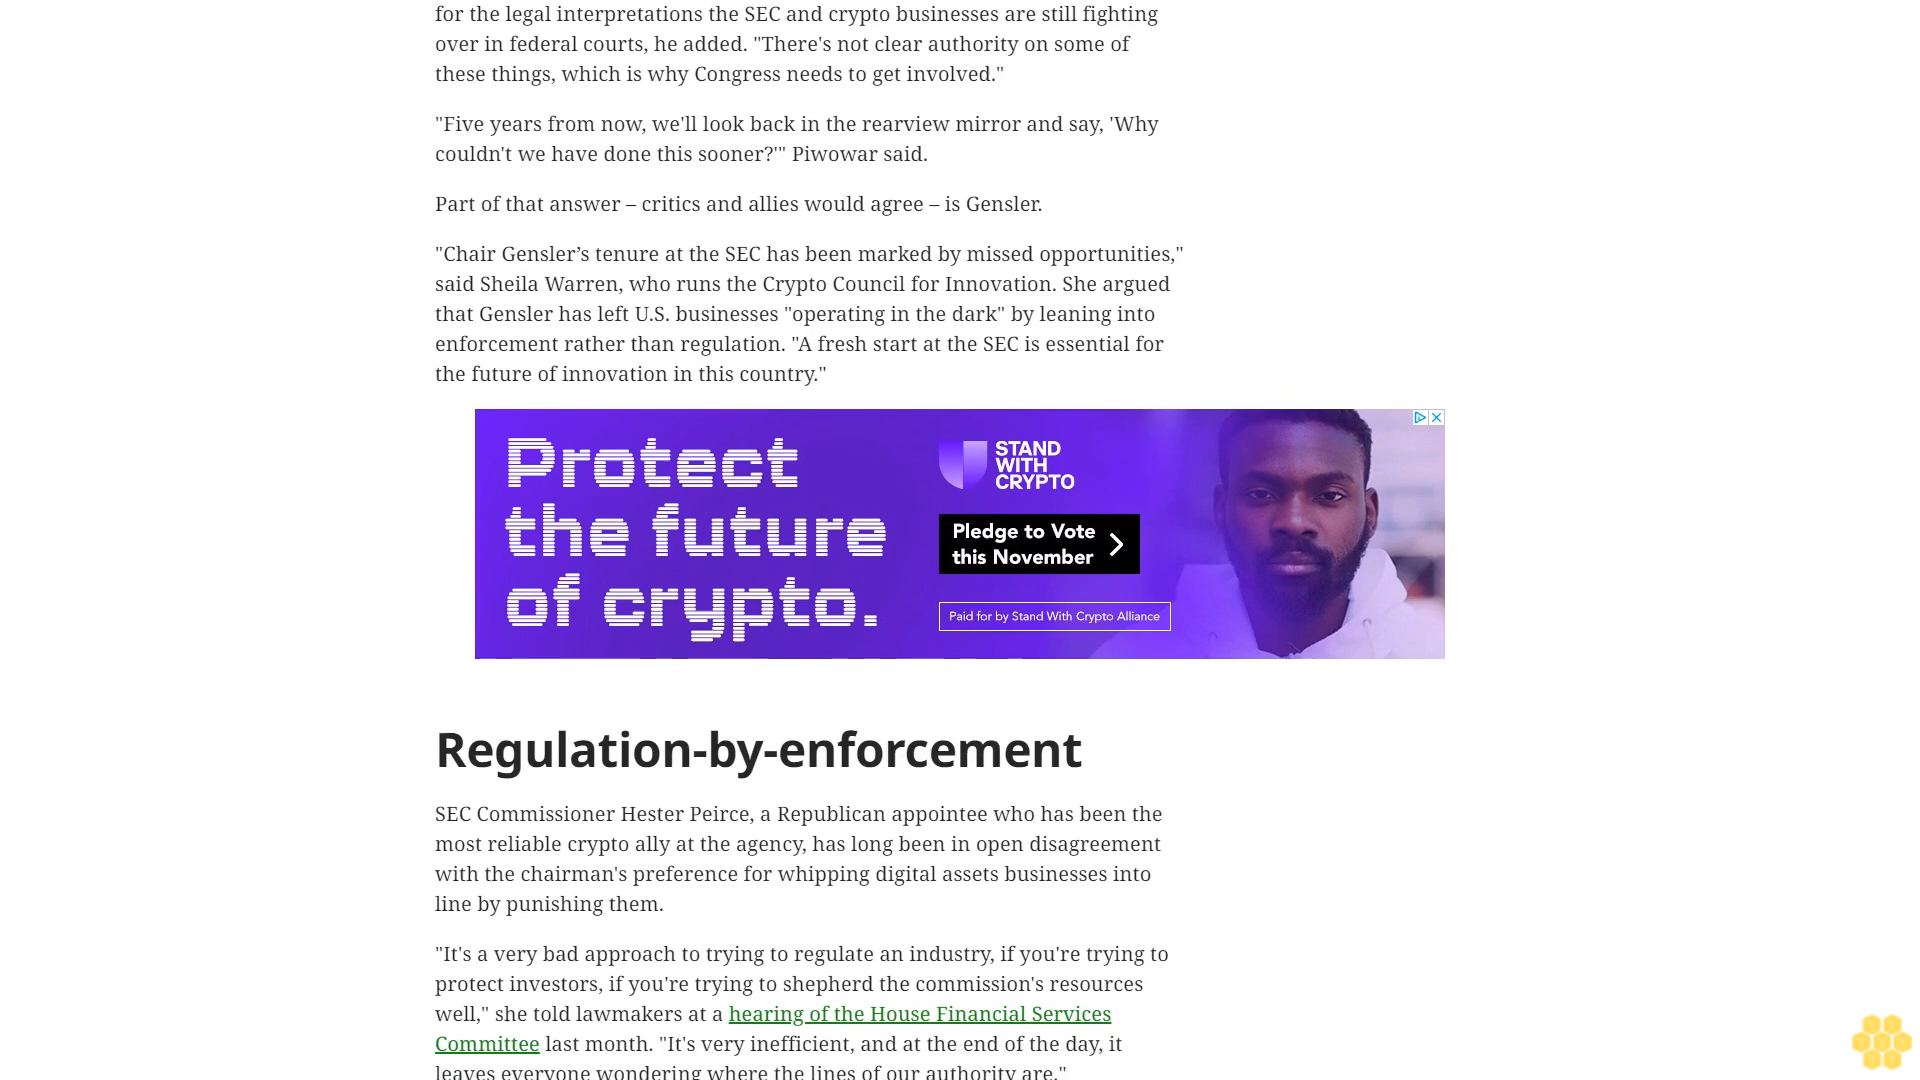 for the legal interpretations the SEC and crypto businesses are still fighting
over in federal courts, he added. "There's not clear authority on some of
these things, which is why Congress needs to get involved."
"Five years from now, we'll look back in the rearview mirror and say, 'Why
couldn't we have done this sooner?'" Piwowar said.
Part of that answer – critics and allies would agree – is Gensler.
"Chair Gensler’s tenure at the SEC has been marked by missed opportunities,"
said Sheila Warren, who runs the Crypto Council for Innovation. She argued
that Gensler has left U.S. businesses "operating in the dark" by leaning into
enforcement rather than regulation. "A fresh start at the SEC is essential for
the future of innovation in this country."
Protect
the future
of crypto.
STAND
WITH
CRYPTO
Pledge to Vote
this November
Paid for by Stand With Crypto Alliance
Regulation-by-enforcement
SEC Commissioner Hester Peirce, a Republican appointee who has been the
most reliable crypto ally at the agency, has long been in open disagreement
with the chairman's preference for whipping digital assets businesses into
line by punishing them.
"It's a very bad approach to trying to regulate an industry, if you're trying to
protect investors, if you're trying to shepherd the commission's resources
well," she told lawmakers at a hearing of the House Financial Services
Committee last month. "It's very inefficient, and at the end of the day, it
leaves everyone wondering where the lines of our authority are."